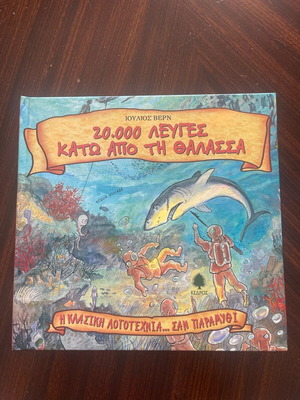 ΙΟΥΛΙΟΣ ΒΕΡΝ
20.000 ΛΕΥΓΕΣ
ΚΑΤΩ ΑΠΟ ΤΗ ΘΑΛΑΣΣΑ
ΚΕΔΡΟΣ
Η ΚΛΑΣΙΚΗ ΛΟΓΟΤΕΧΝΙΑ... ΣΑΝ ΠΑΡΑΜΥΘΙ